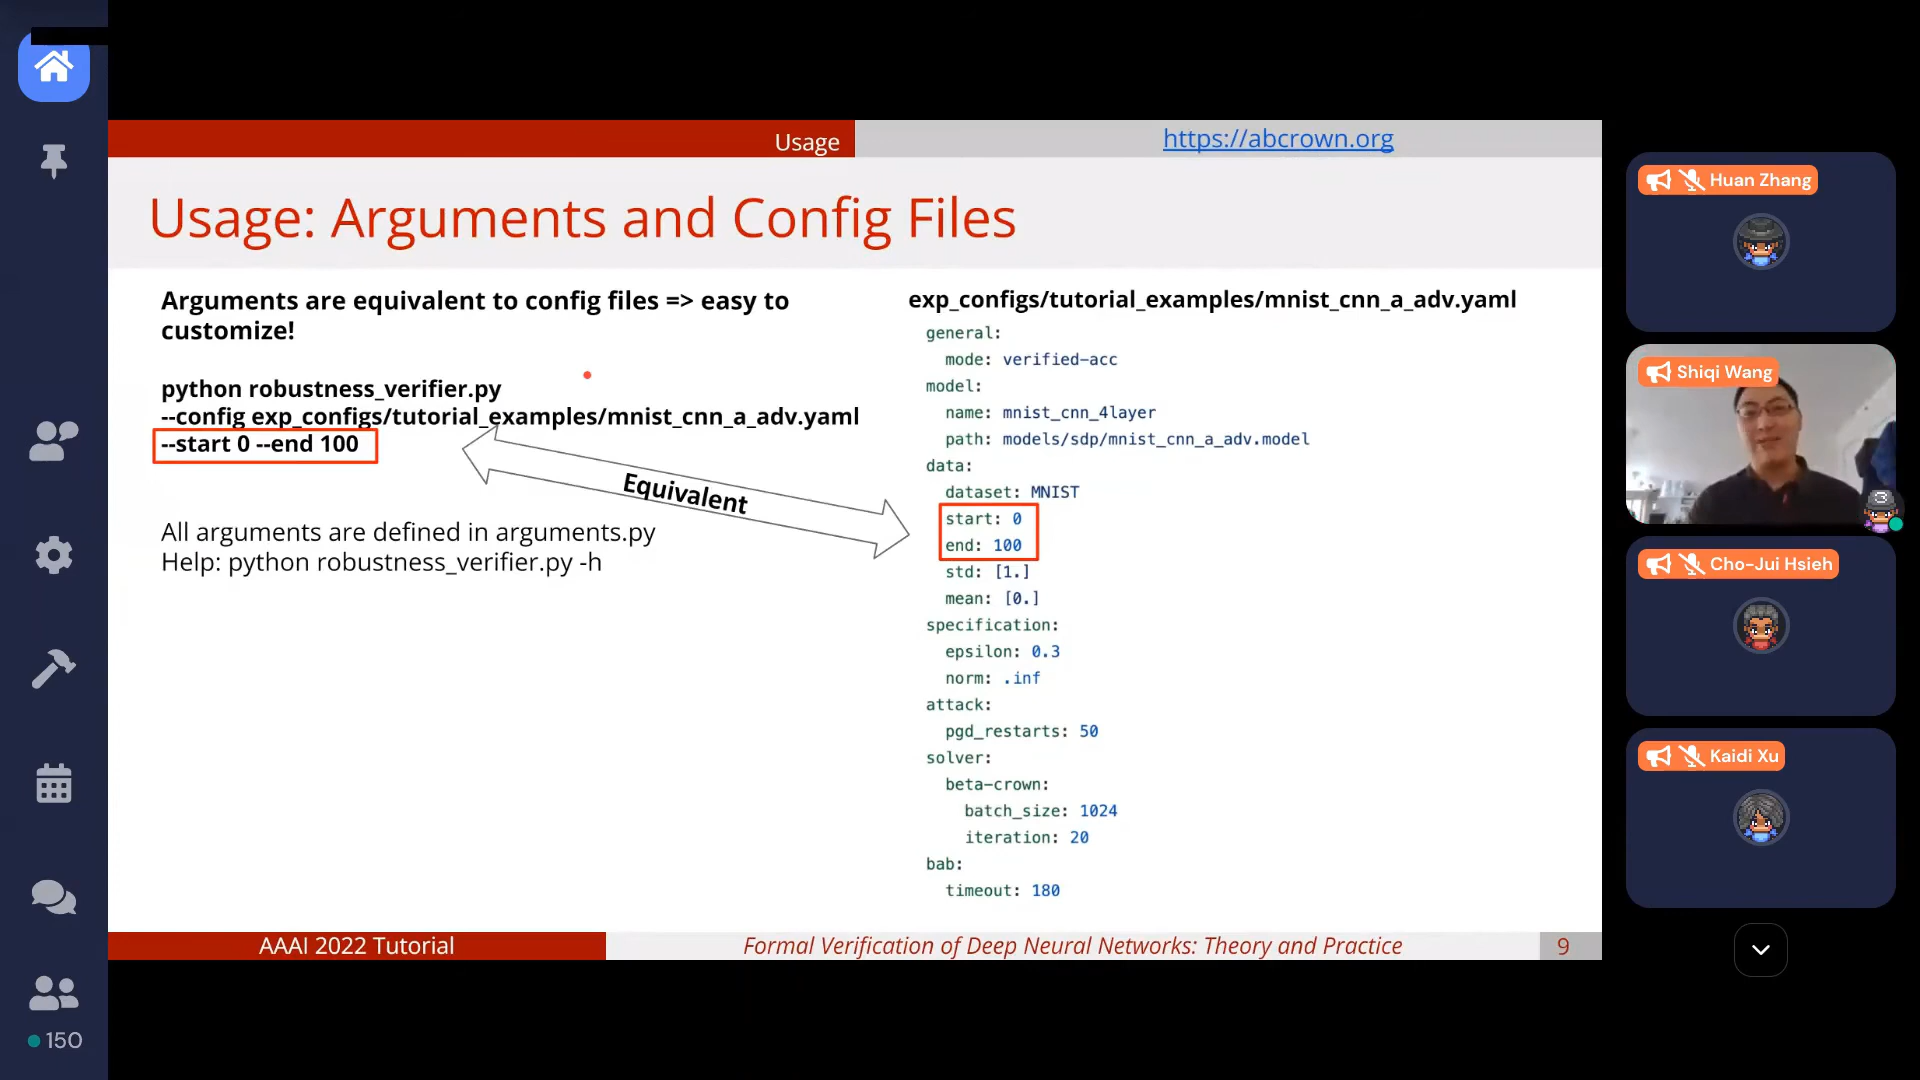 Usage
https://abcrown.org
Usage: Arguments and Config Files
Arguments are equivalent to config files => easy to
customize!
python robustness_verifier.py
--config exp_configs/tutorial_examples/mnist_cnn_a_adv.yaml
--start 0 --end 100
Equivalent
All arguments are defined in arguments.py
Help: python robustness_verifier.py -h
exp_configs/tutorial_examples/mnist_cnn_a_adv.yaml
general:
mode: verified-acc
model:
name: mnist_cnn_4layer
path: models/sdp/mnist_cnn_a_adv.model
data:
dataset: MNIST
start: 0
end: 100
std: [1.]
mean: [0.]
specification:
epsilon: 0.3
norm: .inf
attack:
pgd_restarts: 50
solver:
beta-crown:
batch_size: 1024
iteration: 20
bab:
timeout: 180
AAAI 2022 Tutorial
Formal Verification of Deep Neural Networks: Theory and Practice
9
Huan Zhang
Shiqi Wang
3
Cho-Jui Hsieh
Kaidi Xu
150